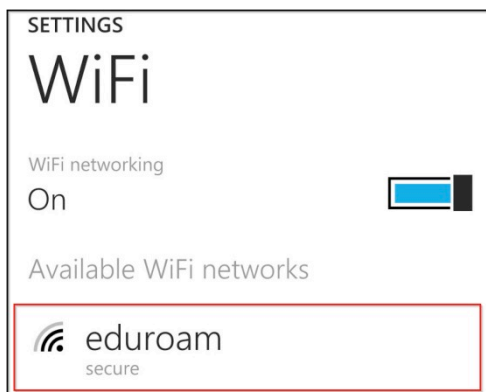 SETTINGS
WiFi
WiFi networking
On
Available WiFi networks
eduroam
secure